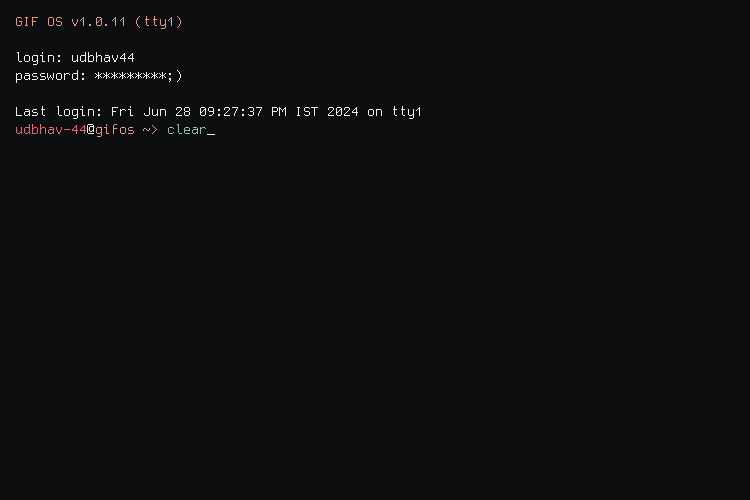 GIF OS v1.0.11 (tty1)
login: udbhav44
password: *********;)
Last login: Fri Jun 28 09:27:37 PM IST 2024 on tty1
udbhav-44@gifos ~> clear_